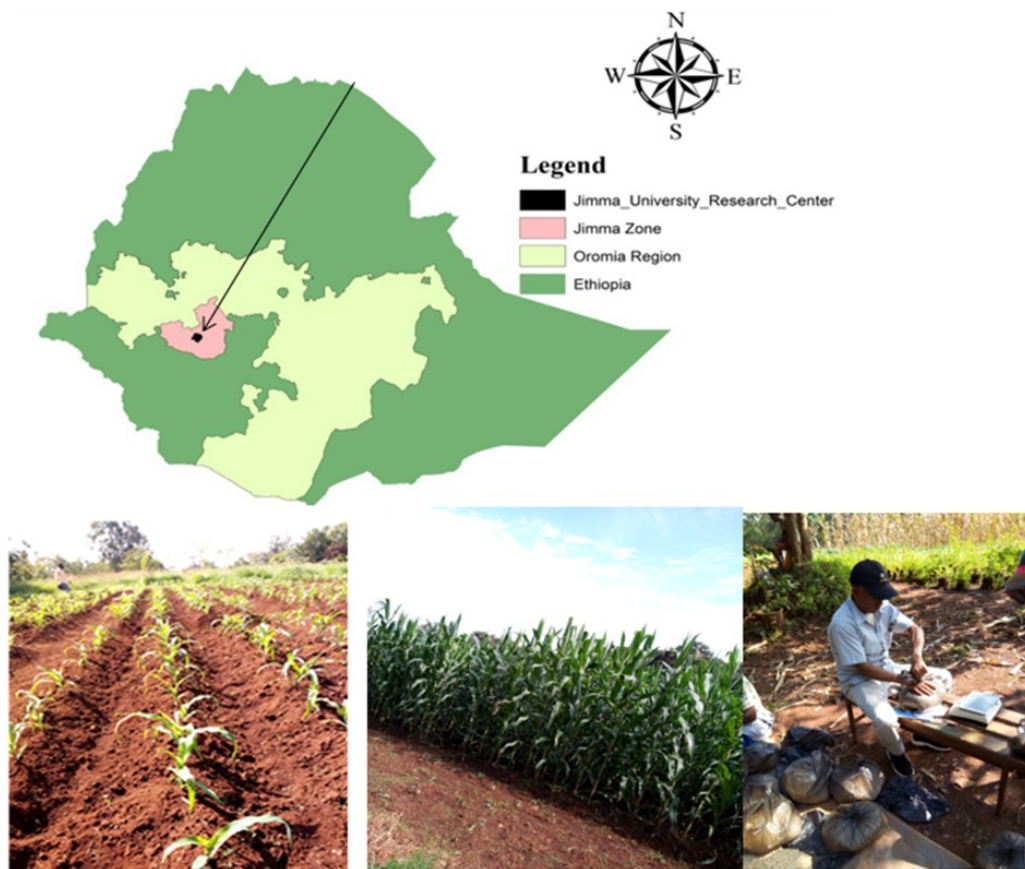 N
W E
S
Legend
Jimma_University_Research_Center
Jimma Zone
Oromia Region
Ethiopia